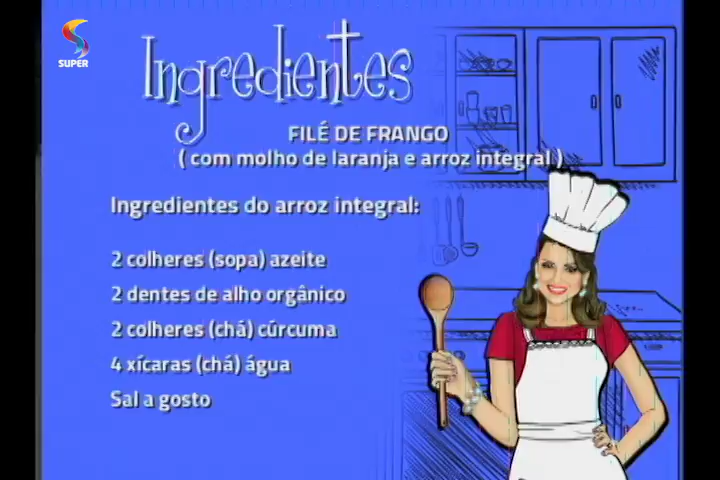 SUPER
Ingredientes
FILÉ DE FRANGO
( com molho de laranja e arroz integral )
Ingredientes do arroz integral:
2 colheres (sopa) azeite
2 dentes de alho orgânico
2 colheres (chá) cúrcuma
4 xícaras (chá) água
Sal a gosto